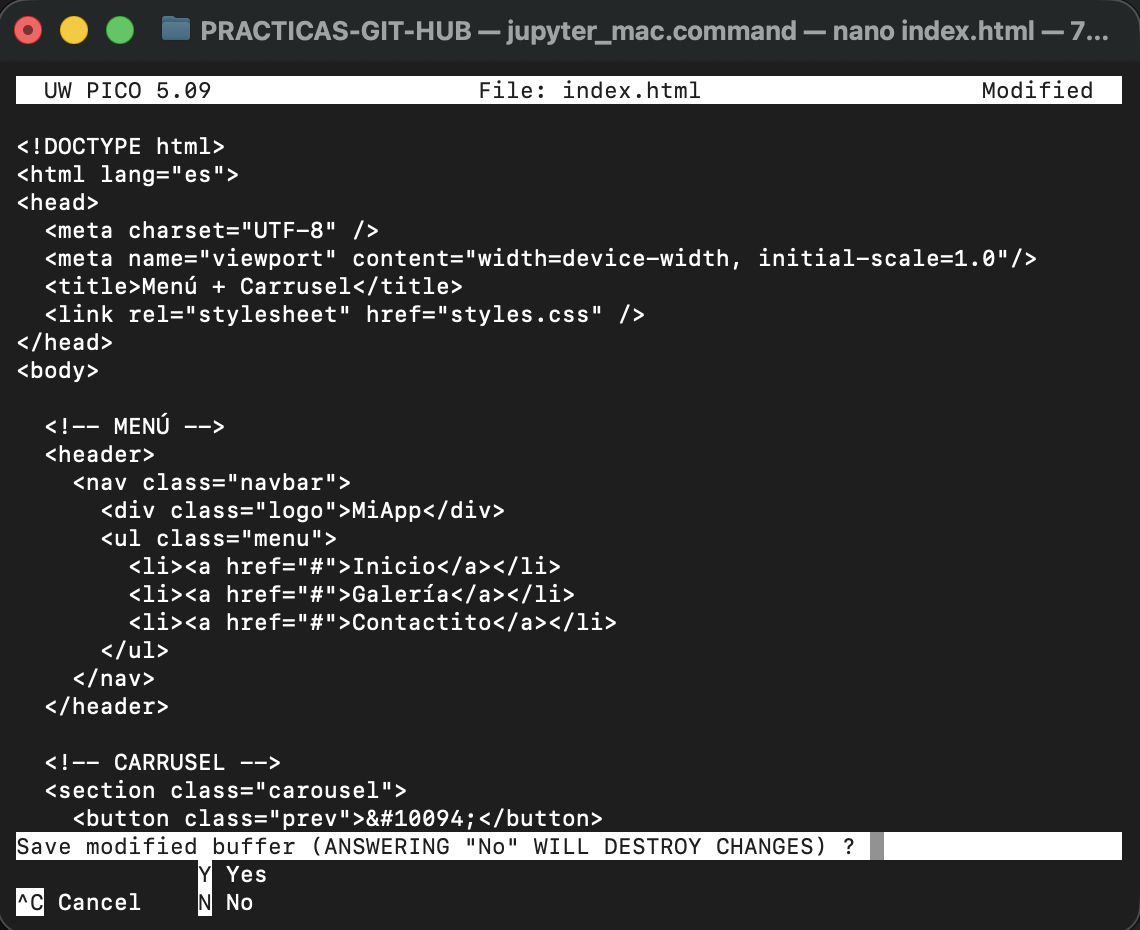 PRACTICAS-GIT-HUB — jupyter_mac.command — nano index.html — 7...
UW PICO 5.09 File: index.html Modified
<!DOCTYPE html>
<html lang="es">
<head>
  <meta charset="UTF-8" />
  <meta name="viewport" content="width=device-width, initial-scale=1.0"/>
  <title>Menú + Carrusel</title>
  <link rel="stylesheet" href="styles.css" />
</head>
<body>
  <!-- MENÚ -->
  <header>
    <nav class="navbar">
      <div class="logo">MiApp</div>
      <ul class="menu">
        <li><a href="#">Inicio</a></li>
        <li><a href="#">Galería</a></li>
        <li><a href="#">Contactito</a></li>
      </ul>
    </nav>
  </header>
  <!-- CARRUSEL -->
  <section class="carousel">
    <button class="prev">&#10094;</button>
Save modified buffer (ANSWERING "No" WILL DESTROY CHANGES) ?
Y Yes
^C Cancel N No